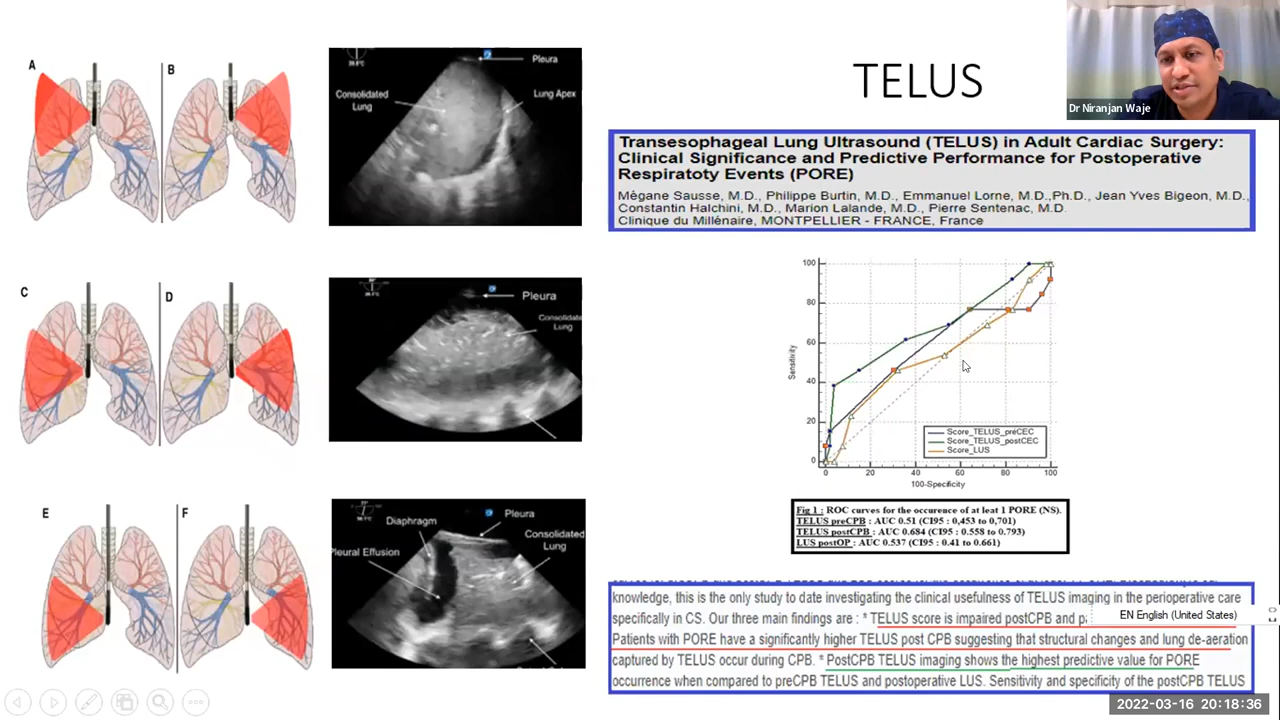 A
B
Pleura
Consolidated
Lung
Lung Apex
TELUS
Dr Niranjan Waje
Transesophageal Lung Ultrasound (TELUS) in Adult Cardiac Surgery:
Clinical Significance and Predictive Performance for Postoperative
Respiratoty Events (PORE)
Mégane Sausse, M.D., Philippe Burtin, M.D., Emmanuel Lorne, M.D.,Ph.D., Jean Yves Bigeon, M.D.,
Constantin Halchini, M.D., Marion Lalande, M.D., Pierre Sentenac, M.D.
Clinique du Millénaire, MONTPELLIER - FRANCE, France
C
D
Pleura
Consolidate
Lung
100
80
60
40
20
0
Sensitivity
0 20 40 60 80 100
100-Specificity
Score_TELUS_préCEC
Score_TELUS_postCEC
Score_LUS
Fig 1 : ROC curves for the occurence of at leat 1 PORE (NS).
TELUS preCPB : AUC 0.51 (CI95 : 0,453 to 0,701)
TELUS postCPB : AUC 0.684 (CI95 : 0.558 to 0.793)
LUS postOP : AUC 0.537 (CI95 : 0.41 to 0.661)
E
F
Diaphragm
Pleura
Consolidated
Lung
Pleural Effusion
knowledge, this is the only study to date investigating the clinical usefulness of TELUS imaging in the perioperative care
specifically in CS. Our three main findings are : * TELUS score is impaired postCPB and
EN English (United States)
Patients with PORE have a significantly higher TELUS post CPB suggesting that structural changes and lung de-aeration
captured by TELUS occur during CPB. * PostCPB TELUS imaging shows the highest predictive value for PORE
occurrence when compared to preCPB TELUS and postoperative LUS. Sensitivity and specificity of the postCPB TELUS
2022-03-16 20:18:36